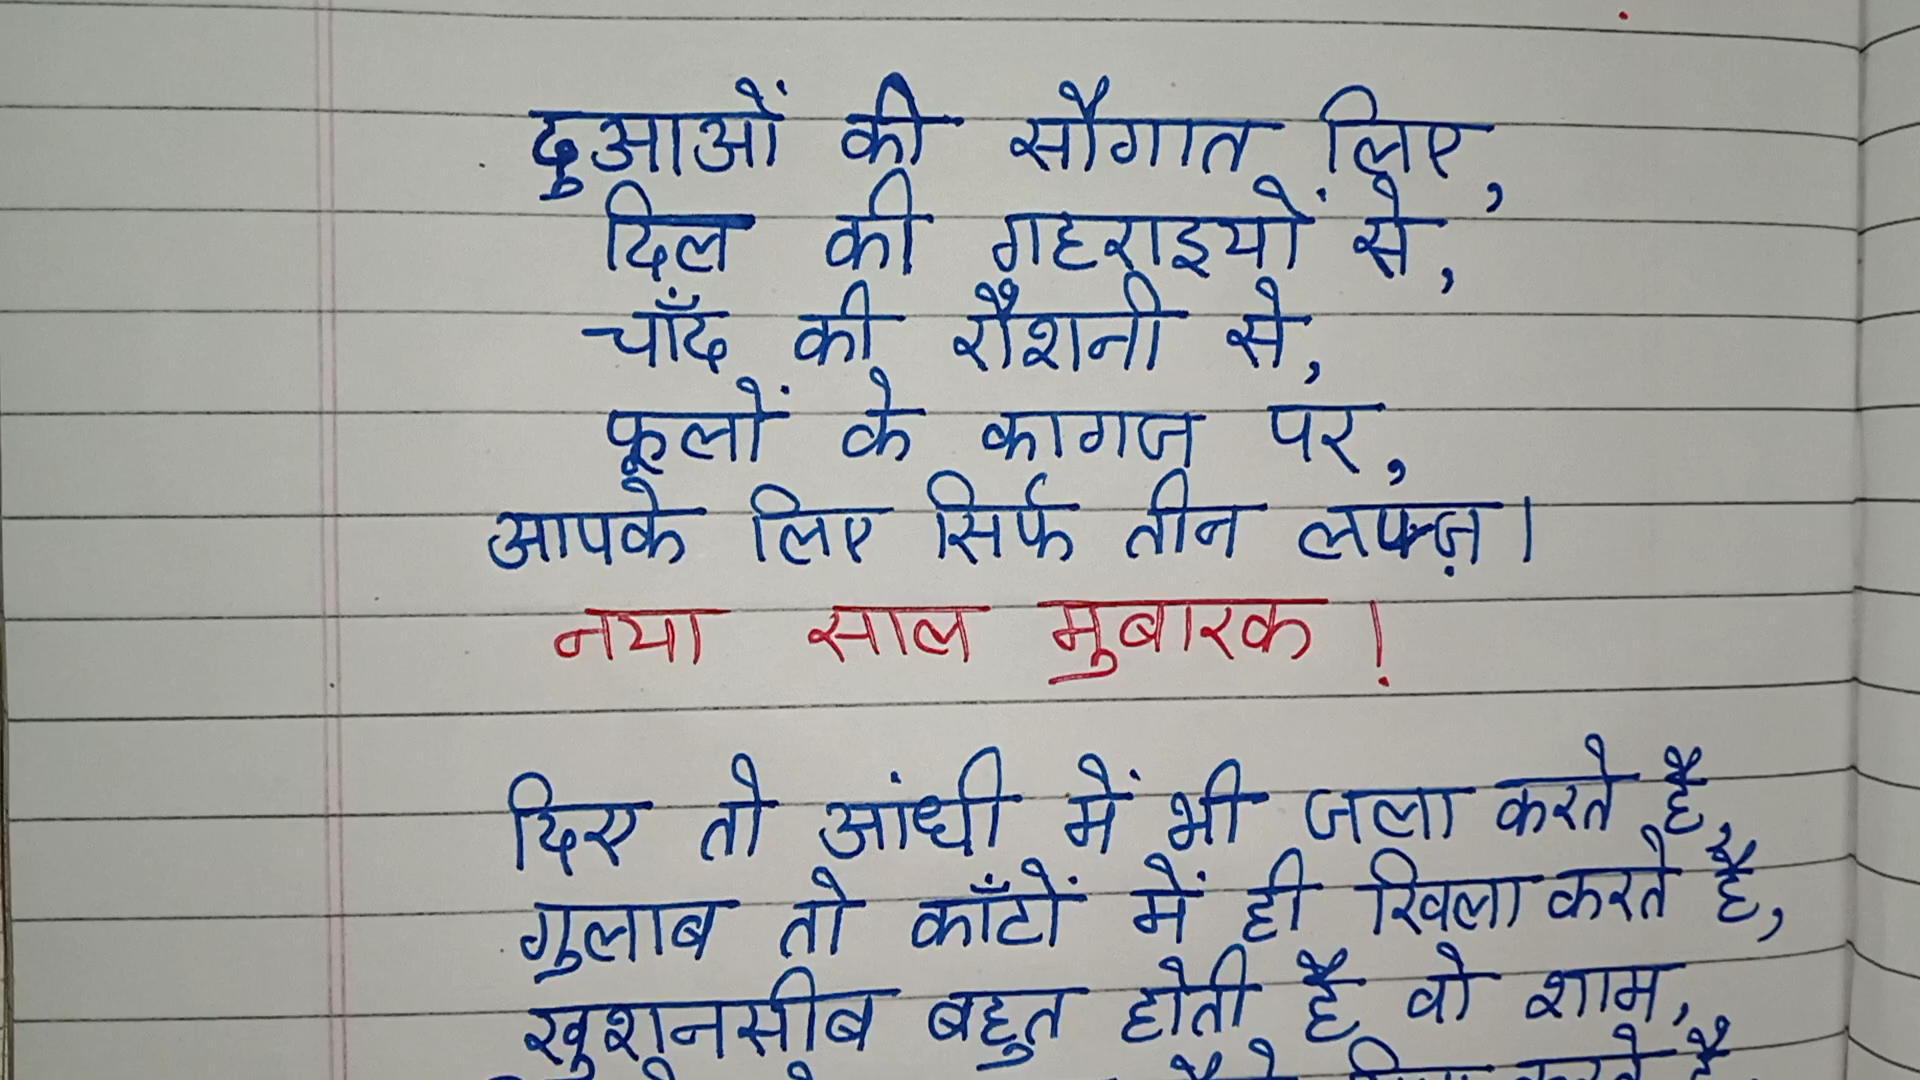 दुआओं की सौगात लिए,
दिल की गहराइयों से,
चाँद की रौशनी से,
फूलों के कागज पर,
आपके लिए सिर्फ तीन लफ्ज़।
नया साल मुबारक!
दिए तो आंधी में भी जला करते है,
गुलाब तो काँटों में ही खिला करते है,
खुशनसीब बहुत होती है वो शाम,